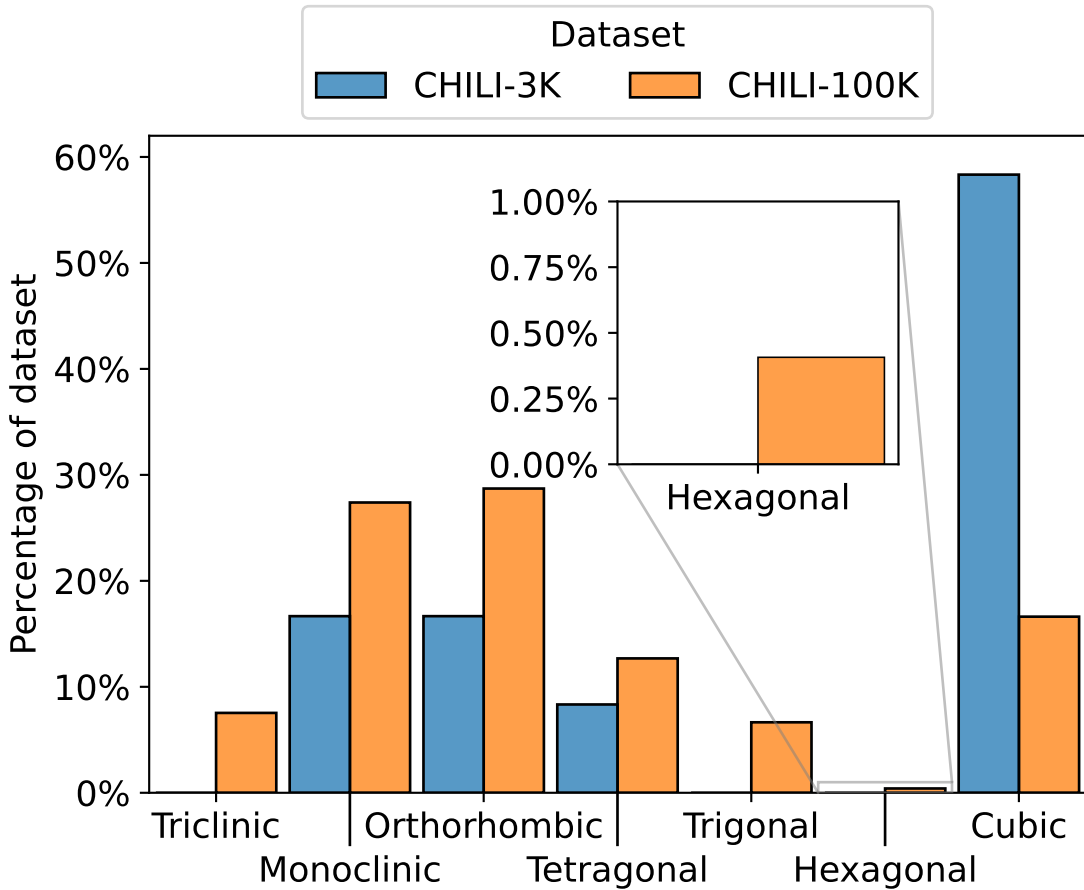 Dataset
CHILI-3K CHILI-100K
Percentage of dataset
60%
50%
40%
30%
20%
10%
0%
1.00%
0.75%
0.50%
0.25%
0.00%
Hexagonal
Triclinic Orthorhombic Trigonal Cubic
Monoclinic Tetragonal Hexagonal